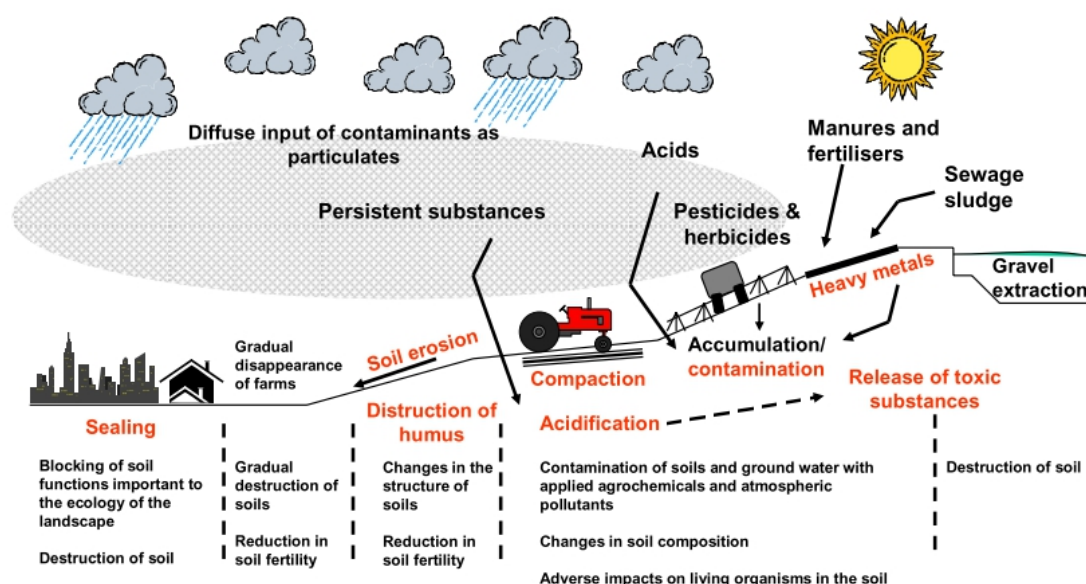 Diffuse input of contaminants as
particulates
Acids
Manures and
fertilisers
Sewage
sludge
Persistent substances
Pesticides &
herbicides
Heavy metals
Gravel
extraction
Gradual
disappearance
of farms
Soil erosion
Compaction
Accumulation/
contamination
Release of toxic
substances
Sealing
Distruction of
humus
Acidification
Blocking of soil
functions important to
the ecology of the
landscape
Destruction of soil
Gradual
destruction of
soils
Reduction in
soil fertility
Changes in the
structure of
soils
Reduction in
soil fertility
Contamination of soils and ground water with
applied agrochemicals and atmospheric
pollutants
Changes in soil composition
Adverse impacts on living organisms in the soil
Destruction of soil